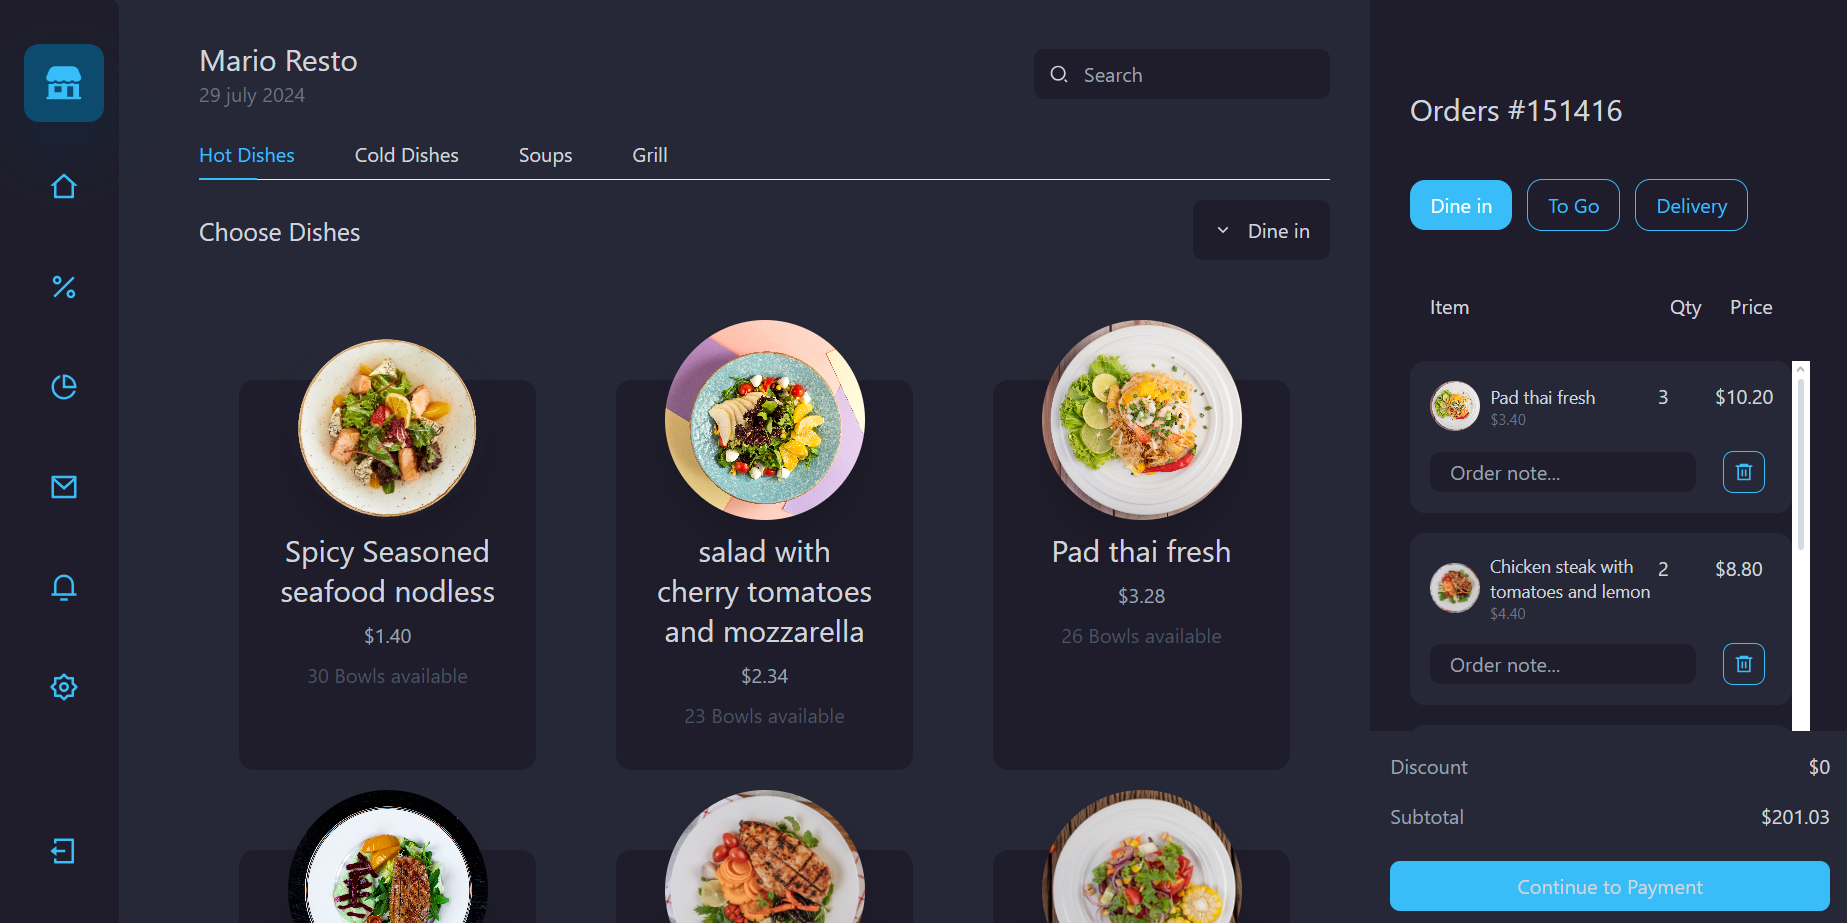 Mario Resto
29 july 2024
Search
Hot Dishes
Cold Dishes
Soups
Grill
Choose Dishes
Dine in
Spicy Seasoned
seafood nodless
$1.40
30 Bowls available
salad with
cherry tomatoes
and mozzarella
$2.34
23 Bowls available
Pad thai fresh
$3.28
26 Bowls available
Orders #151416
Dine in
To Go
Delivery
Item
Qty
Price
Pad thai fresh
3
$10.20
$3.40
Order note...
Chicken steak with
tomatoes and lemon
2
$8.80
$4.40
Order note...
Discount
$0
Subtotal
$201.03
Continue to Payment